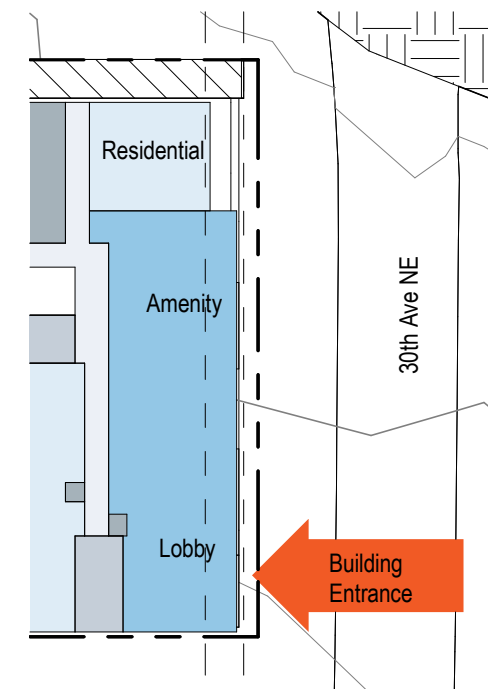 Residential
Amenity
30th Ave NE
Lobby
Building
Entrance